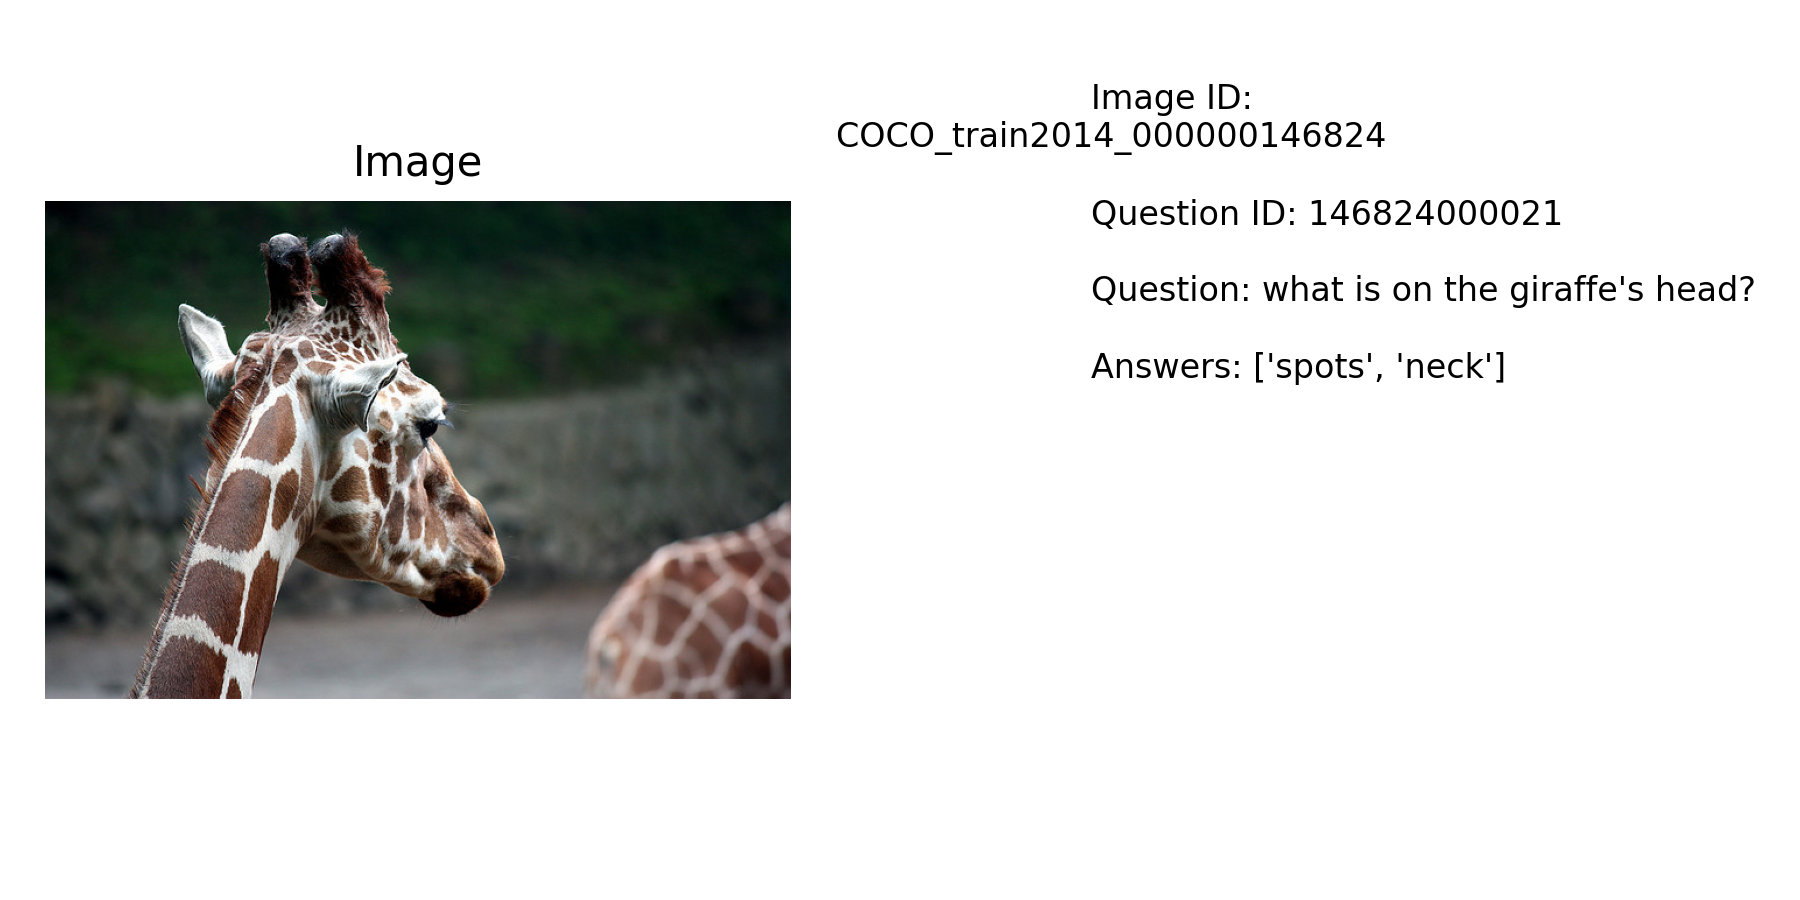 Image
Image ID:
COCO_train2014_000000146824
Question ID: 146824000021
Question: what is on the giraffe's head?
Answers: ['spots', 'neck']